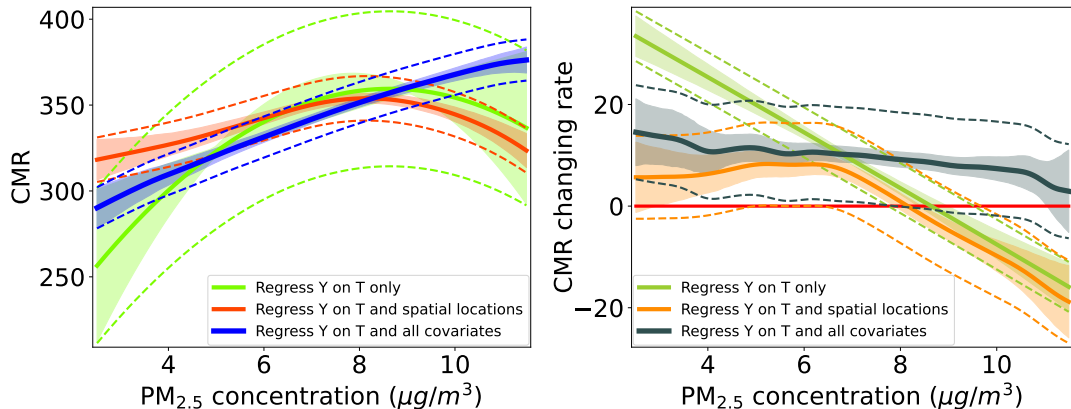 400
350
300
250
CMR
Regress Y on T only
Regress Y on T and spatial locations
Regress Y on T and all covariates
4
6
8
10
PM2.5 concentration (μg/m³)
20
0
−20
CMR changing rate
Regress Y on T only
Regress Y on T and spatial locations
Regress Y on T and all covariates
4
6
8
10
PM2.5 concentration (μg/m³)